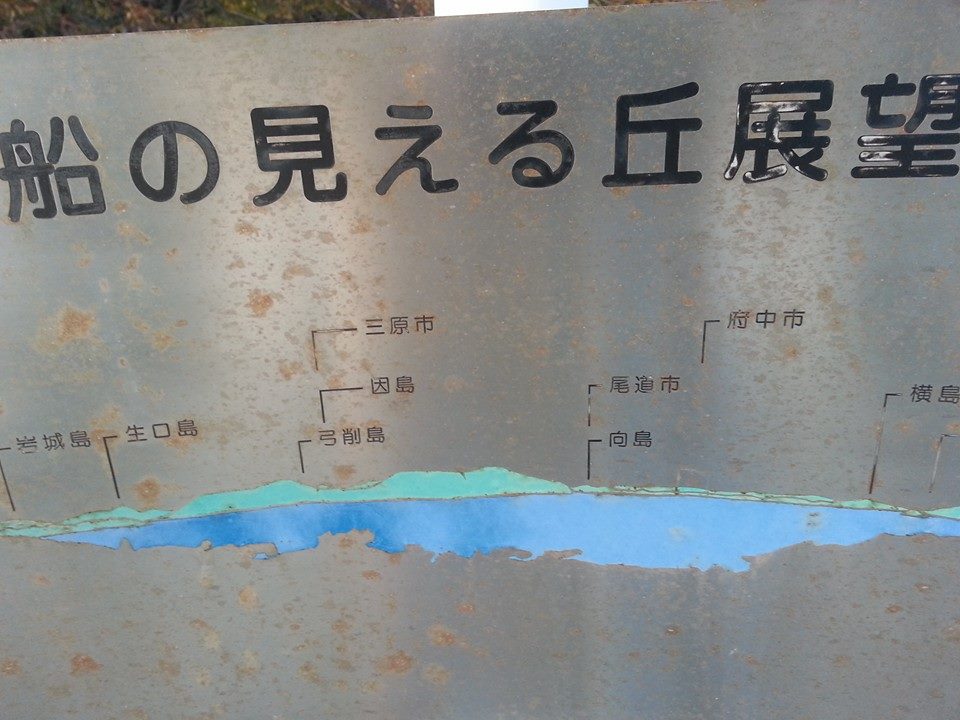 船の見える丘展望
三原市
府中市
因島
尾道市
横島
岩城島
生口島
弓削島
向島